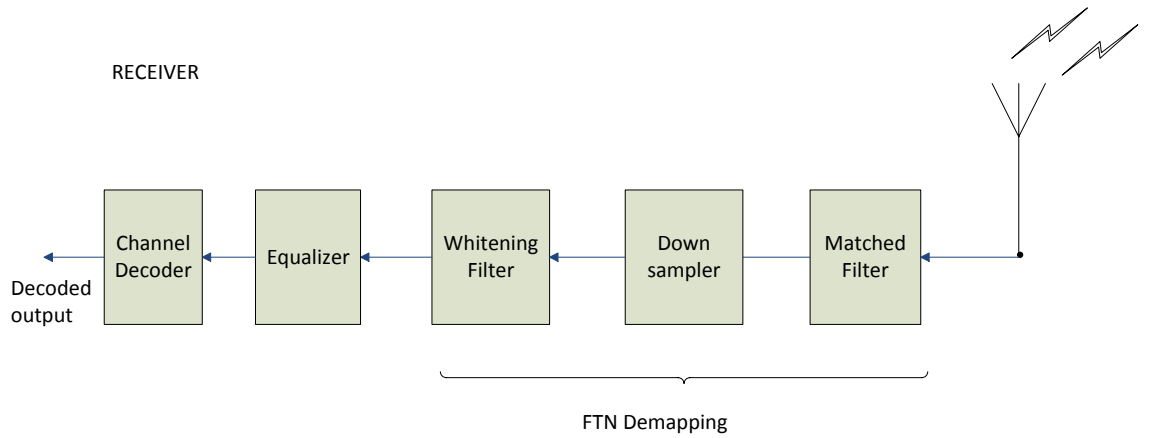 RECEIVER
Channel
Decoder
Equalizer
Whitening
Filter
Down
sampler
Matched
Filter
Decoded
output
FTN Demapping